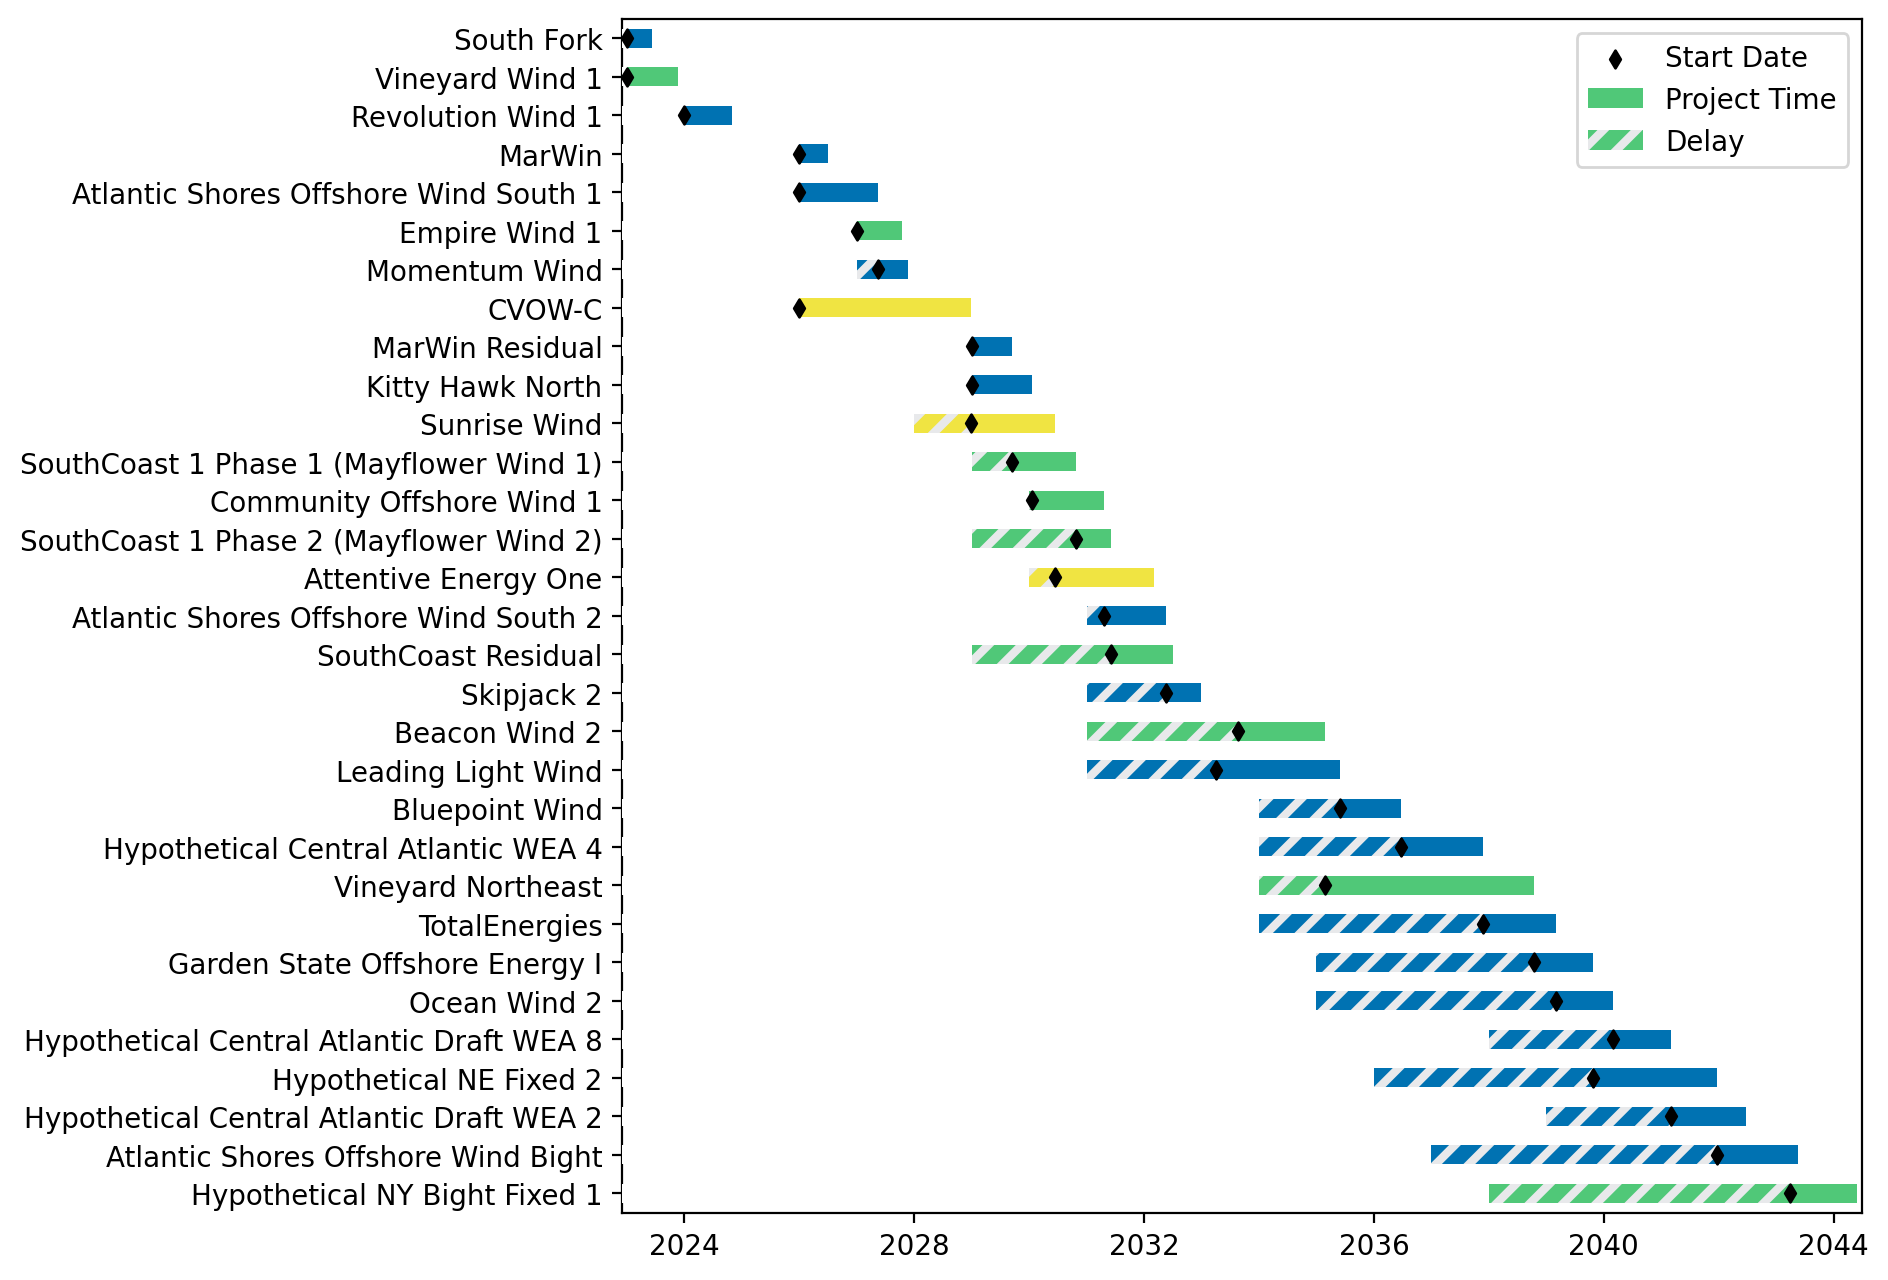 South Fork
Vineyard Wind 1
Revolution Wind 1
MarWin
Atlantic Shores Offshore Wind South 1
Empire Wind 1
Momentum Wind
CVOW-C
MarWin Residual
Kitty Hawk North
Sunrise Wind
SouthCoast 1 Phase 1 (Mayflower Wind 1)
Community Offshore Wind 1
SouthCoast 1 Phase 2 (Mayflower Wind 2)
Attentive Energy One
Atlantic Shores Offshore Wind South 2
SouthCoast Residual
Skipjack 2
Beacon Wind 2
Leading Light Wind
Bluepoint Wind
Hypothetical Central Atlantic WEA 4
Vineyard Northeast
TotalEnergies
Garden State Offshore Energy I
Ocean Wind 2
Hypothetical Central Atlantic Draft WEA 8
Hypothetical NE Fixed 2
Hypothetical Central Atlantic Draft WEA 2
Atlantic Shores Offshore Wind Bight
Hypothetical NY Bight Fixed 1
Start Date
Project Time
Delay
2024 2028 2032 2036 2040 2044